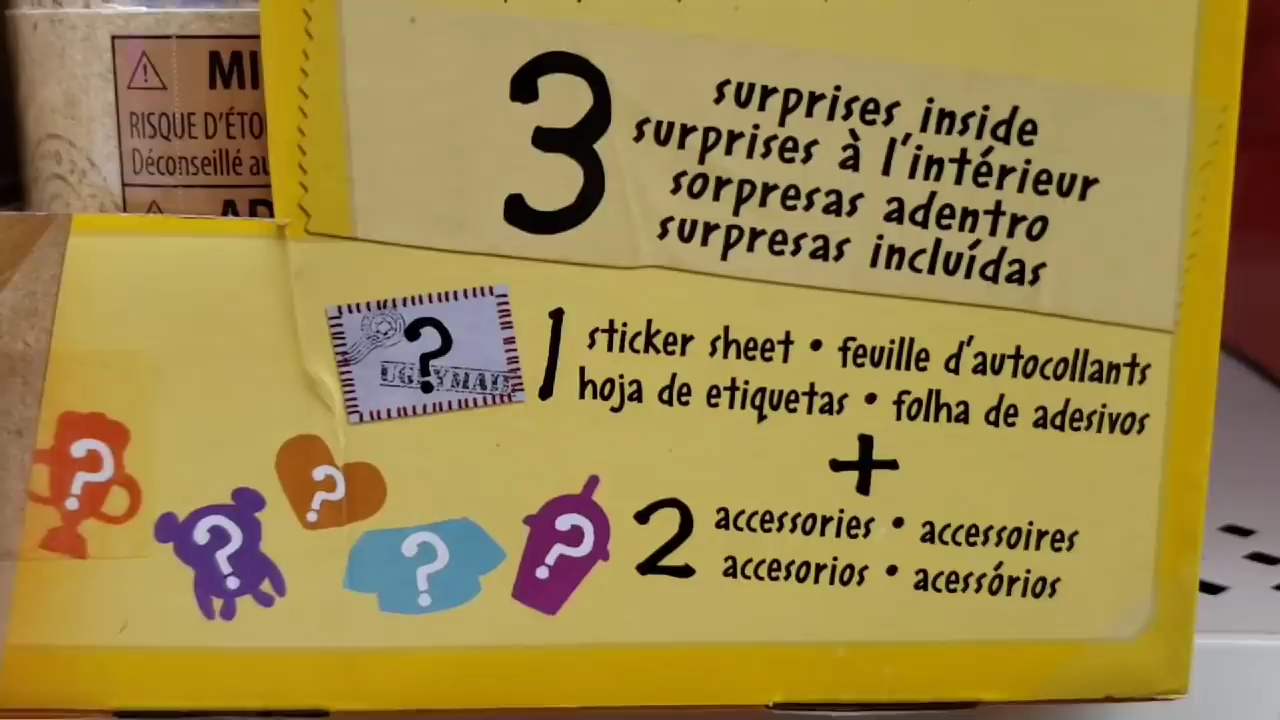 MI
RISQUE D'ÉTO
Déconseillé au
AD
3
surprises inside
surprises à l'intérieur
sorpresas adentro
surpresas incluídas
?
UGLYMAIL
1
sticker sheet • feuille d'autocollants
hoja de etiquetas • folha de adesivos
+
? ? ? ? ?
2
accessories • accessoires
accesorios • acessórios